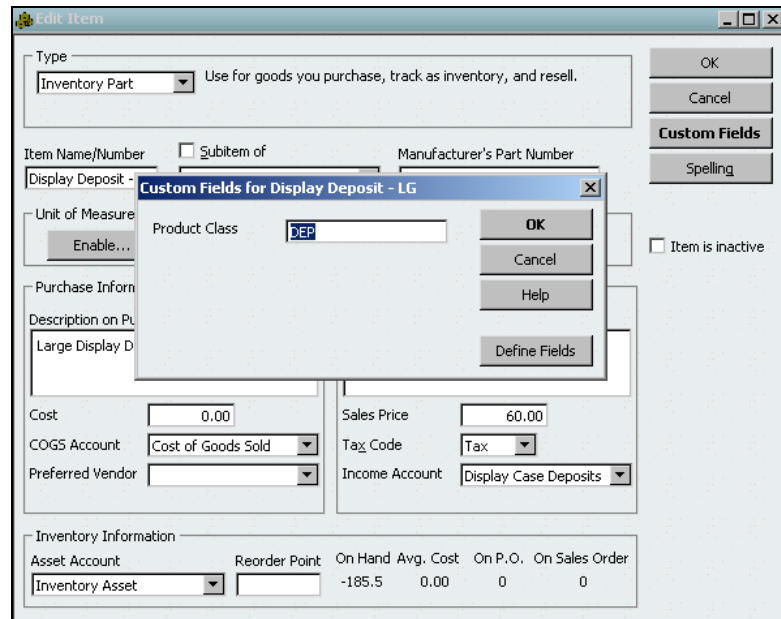 Edit Item
Type
Inventory Part
Use for goods you purchase, track as inventory, and resell.
OK
Cancel
Custom Fields
Spelling
Item Name/Number
Subitem of
Manufacturer's Part Number
Display Deposit -
Custom Fields for Display Deposit - LG
Product Class
DEP
OK
Cancel
Help
Define Fields
Unit of Measure
Enable...
Item is inactive
Purchase Inform
Description on Pu
Large Display D
Cost
0.00
Sales Price
60.00
COGS Account
Cost of Goods Sold
Tax Code
Tax
Preferred Vendor
Income Account
Display Case Deposits
Inventory Information
Asset Account
Reorder Point
On Hand
Avg. Cost
On P.O.
On Sales Order
Inventory Asset
-185.5
0.00
0
0